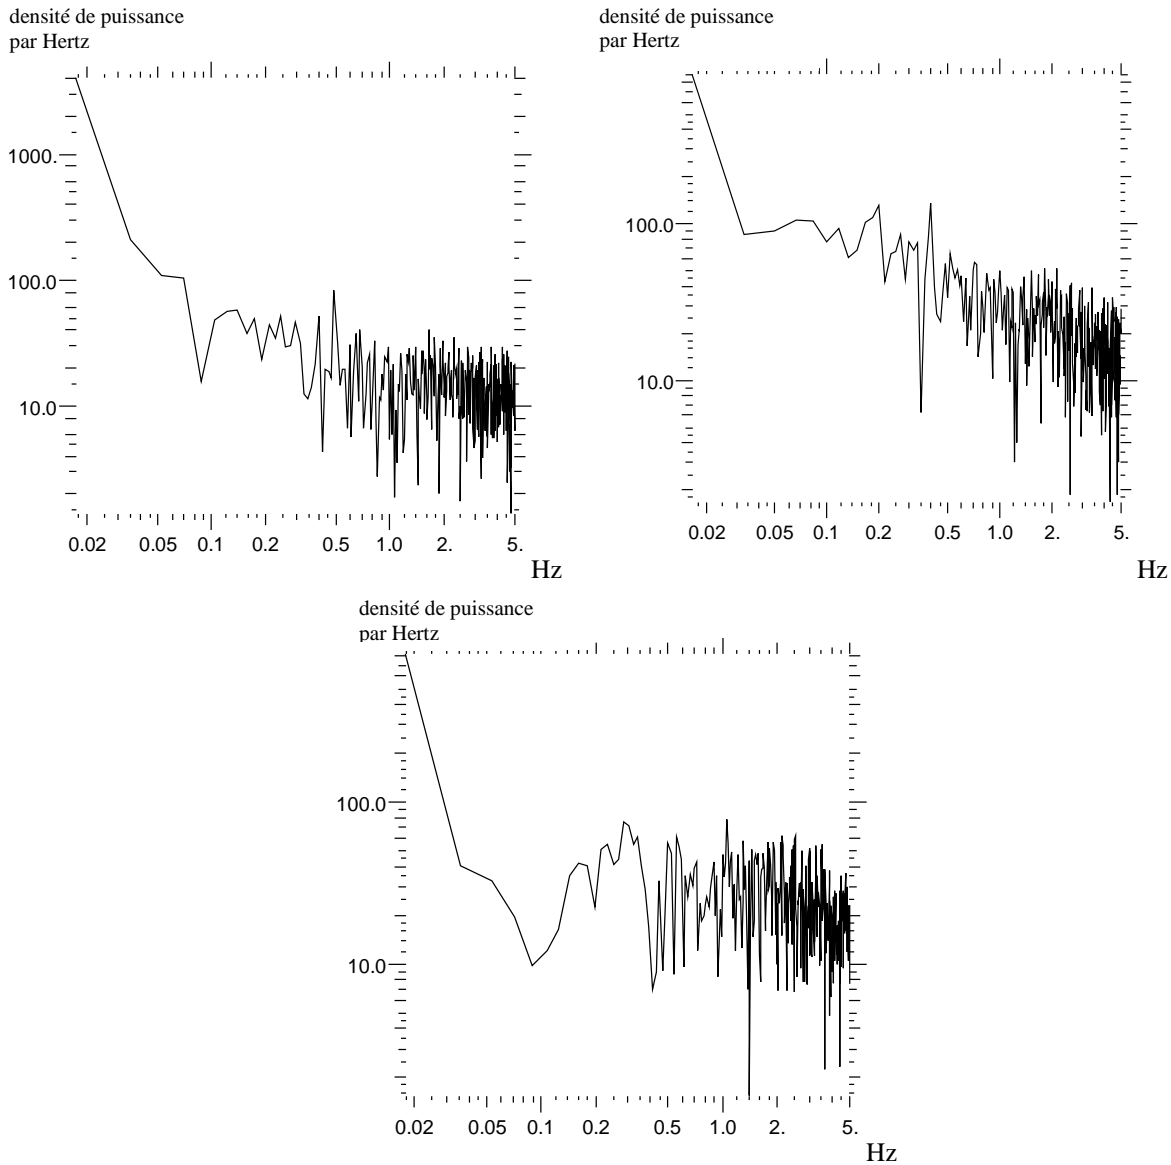 densité de puissance
par Hertz
1000.
100.0
10.0
0.02 0.05 0.1 0.2 0.5 1.0 2. 5.
Hz
densité de puissance
par Hertz
100.0
10.0
0.02 0.1 0.2 0.5 1.0 2. 5.
Hz
densité de puissance
par Hertz
100.0
10.0
0.02 0.05 0.1 0.2 0.5 1.0 2. 5.
Hz